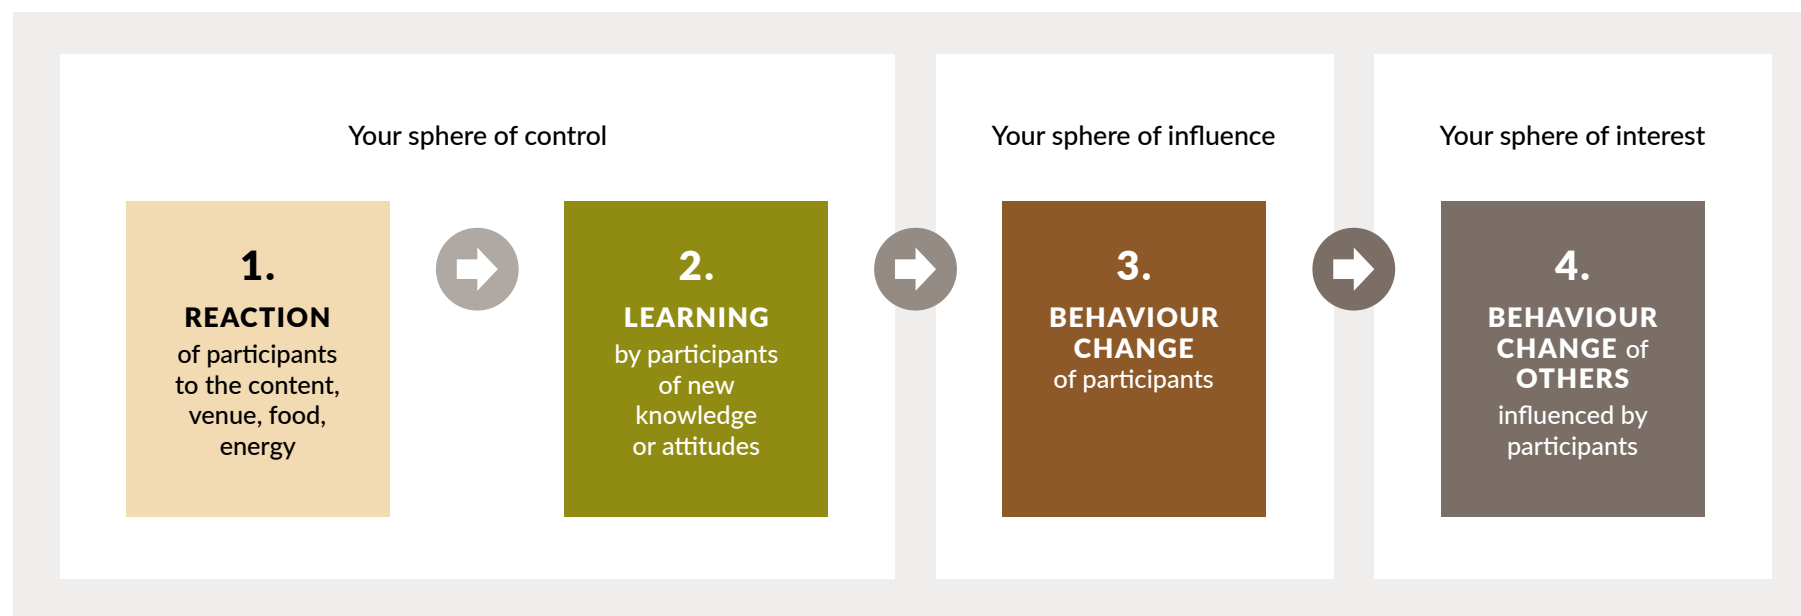 Your sphere of control
1.
REACTION
of participants
to the content,
venue, food,
energy
2.
LEARNING
by participants
of new
knowledge
or attitudes
Your sphere of influence
3.
BEHAVIOUR
CHANGE
of participants
Your sphere of interest
4.
BEHAVIOUR
CHANGE of
OTHERS
influenced by
participants